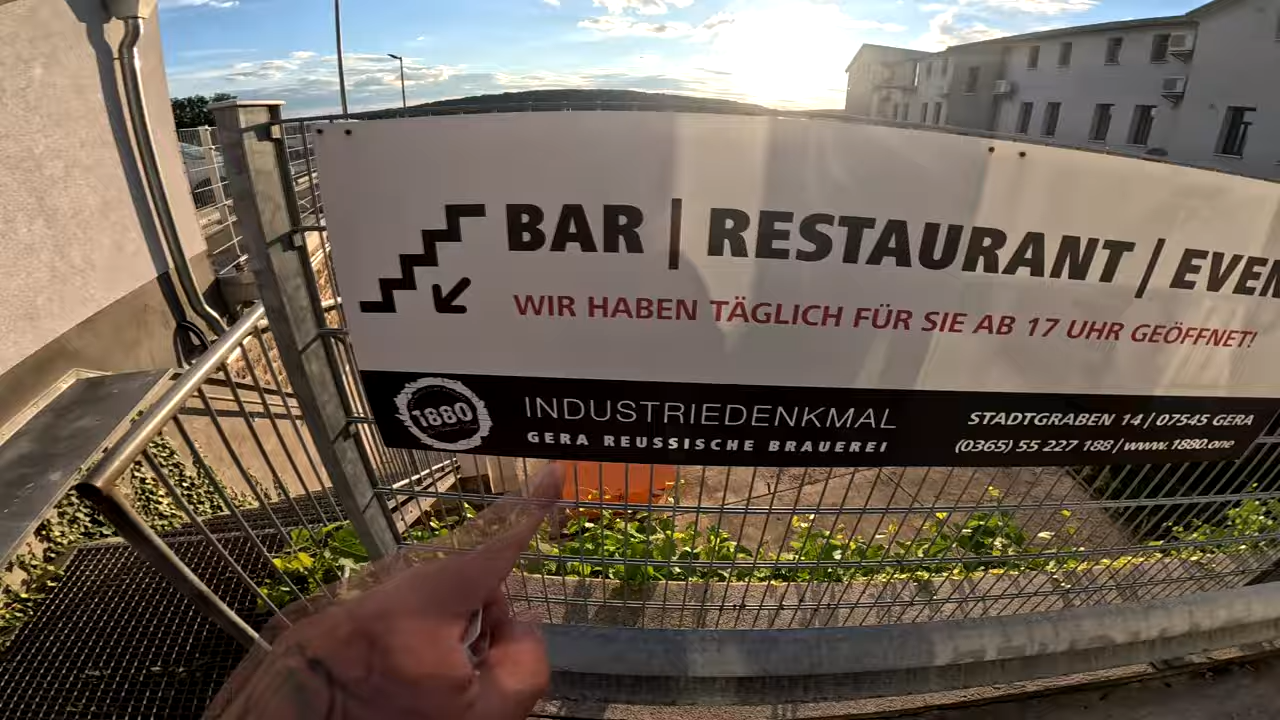 BAR | RESTAURANT | EVEN
WIR HABEN TÄGLICH FÜR SIE AB 17 UHR GEÖFFNET!
1880
INDUSTRIEDENKMAL
GERA REUSSISCHE BRAUEREI
STADTGRABEN 14 | 07545 GERA
(0365) 55 227 188 | www.1880.one